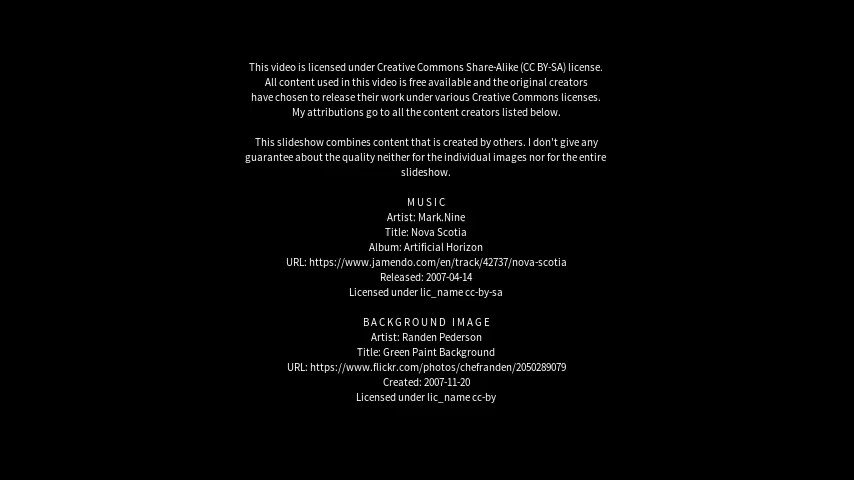 This video is licensed under Creative Commons Share-Alike (CC BY-SA) license.
All content used in this video is free available and the original creators
have chosen to release their work under various Creative Commons licenses.
My attributions go to all the content creators listed below.
This slideshow combines content that is created by others. I don't give any
guarantee about the quality neither for the individual images nor for the entire
slideshow.
MUSIC
Artist: Mark.Nine
Title: Nova Scotia
Album: Artificial Horizon
URL: https://www.jamendo.com/en/track/42737/nova-scotia
Released: 2007-04-14
Licensed under lic_name cc-by-sa
BACKGROUND IMAGE
Artist: Randen Pederson
Title: Green Paint Background
URL: https://www.flickr.com/photos/chefranden/2050289079
Created: 2007-11-20
Licensed under lic_name cc-by